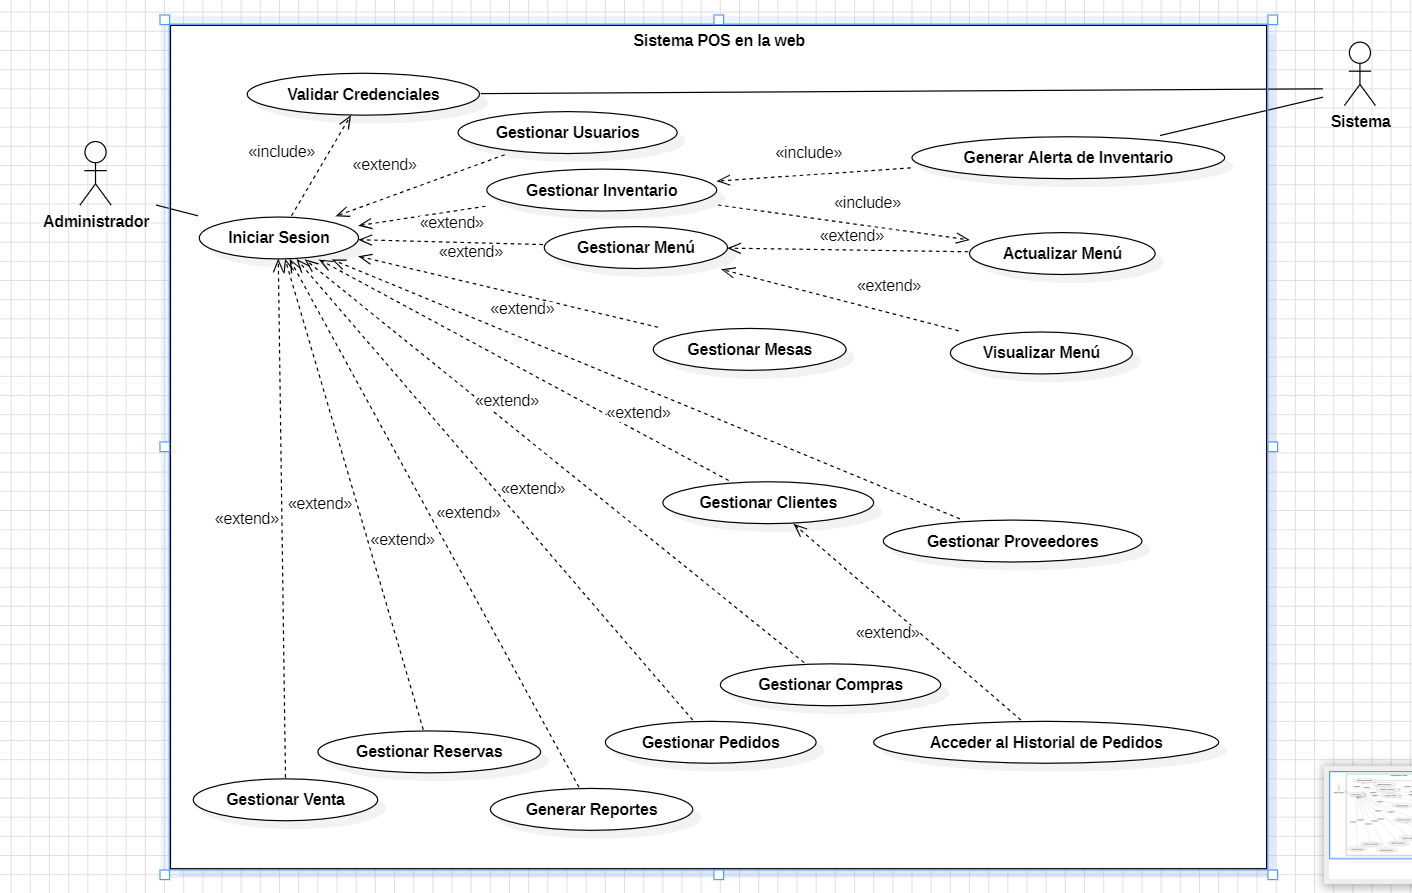 Sistema POS en la web
Validar Credenciales
Gestionar Usuarios
«include»
«extend»
«include»
Generar Alerta de Inventario
Sistema
Administrador
Gestionar Inventario
«include»
«extend»
Iniciar Sesion
«extend»
Gestionar Menú
«extend»
Actualizar Menú
«extend»
«extend»
Gestionar Mesas
Visualizar Menú
«extend»
«extend»
«extend»
Gestionar Clientes
«extend»
«extend»
«extend»
«extend»
Gestionar Proveedores
«extend»
Gestionar Compras
Gestionar Reservas
Gestionar Pedidos
Acceder al Historial de Pedidos
Gestionar Venta
Generar Reportes